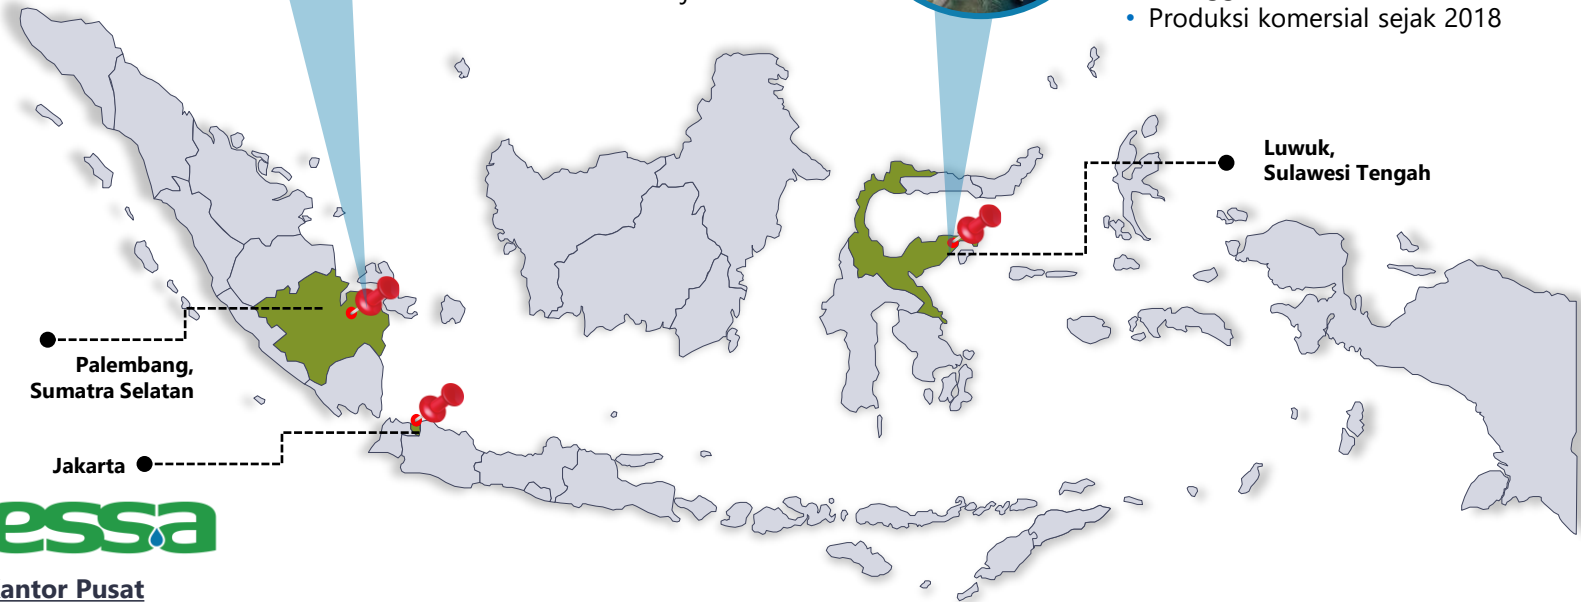 • Produksi komersial sejak 2018
Luwuk,
Sulawesi Tengah
Palembang,
Sumatra Selatan
Jakarta
essa
antor Pusat